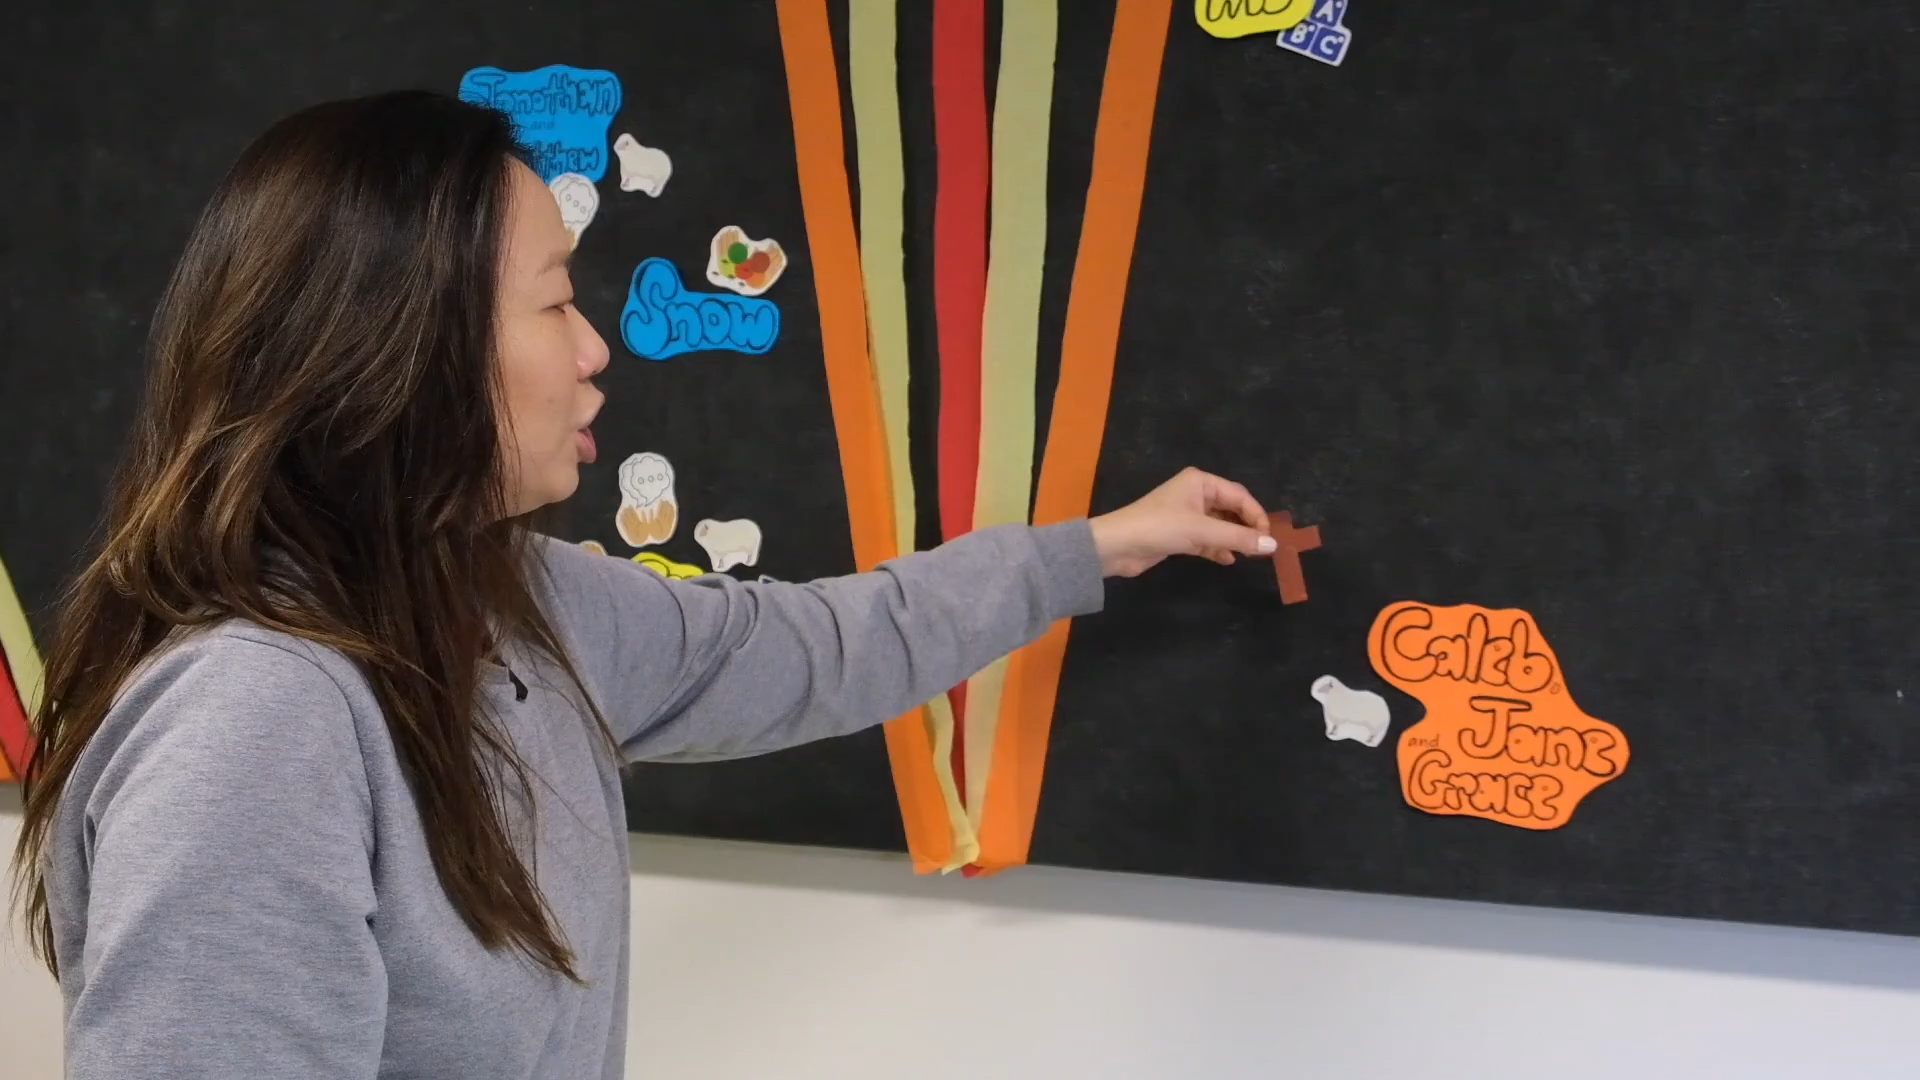 A
B C
Jonathan
and
Snow
Caleb,
and Jane
Grace